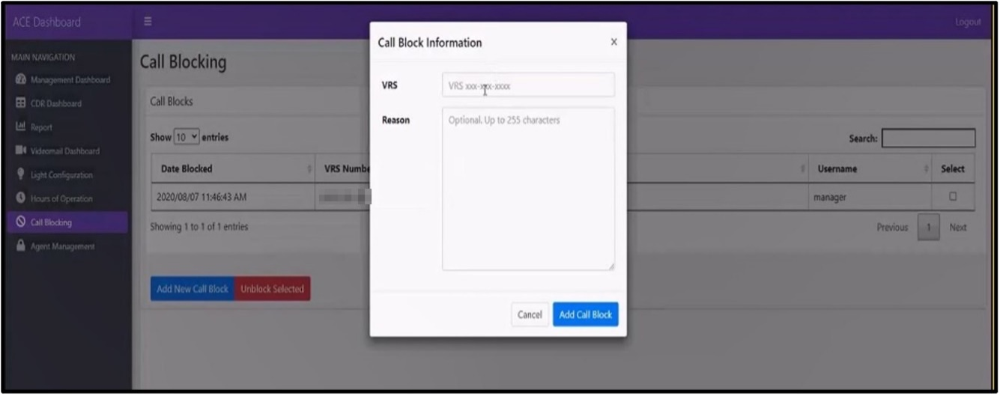 ACE Dashboard
Logout
MAIN NAVIGATION
Management Dashboard
CDR Dashboard
Report
Videomail Dashboard
Light Configuration
Hours of Operation
Call Blocking
Agent Management
Call Blocking
Call Blocks
Show 10 entries
Search:
Date Blocked VRS Numbe Username Select
2020/08/07 11:46:43 AM manager
Showing 1 to 1 of 1 entries
Previous 1 Next
Add New Call Block Unblock Selected
Call Block Information ×
VRS VRS xxx-xxx-xxxx
Reason Optional. Up to 255 characters
Cancel Add Call Block